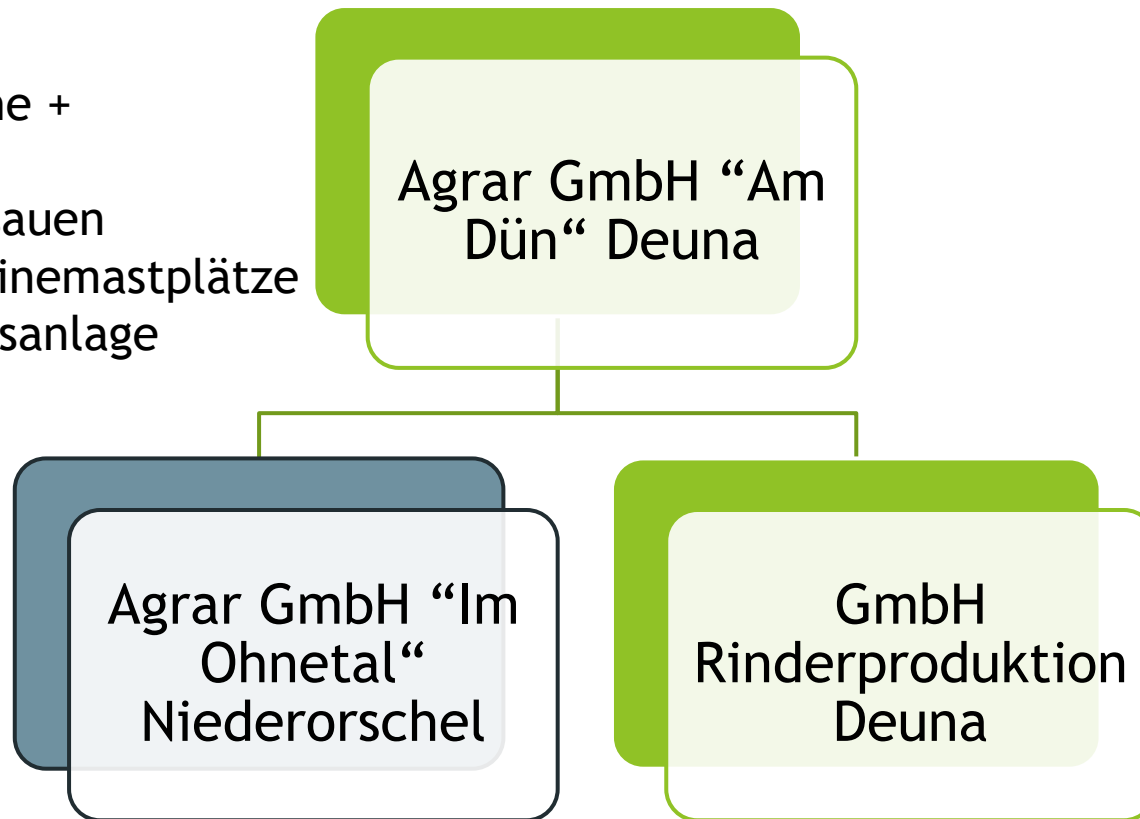 ne +
auen
inemastplätze
sanlage
Agrar GmbH “Am
Dün“ Deuna
Agrar GmbH “Im
Ohnetal“
Niederorschel
GmbH
Rinderproduktion
Deuna